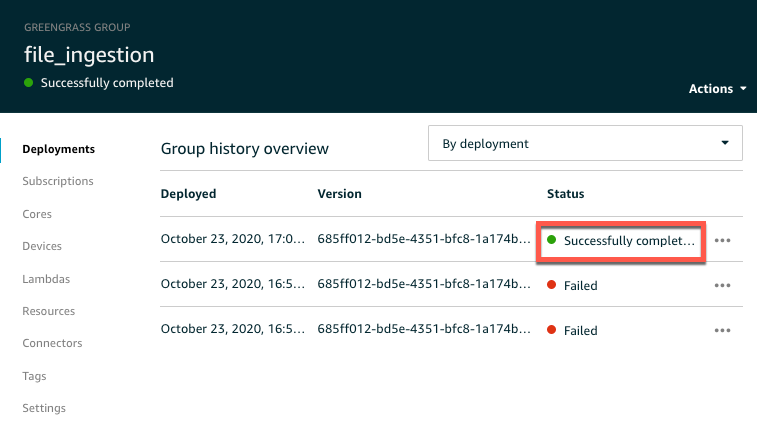 GREENGRASS GROUP
file_ingestion
Successfully completed
Actions
Deployments
Subscriptions
Cores
Devices
Lambdas
Resources
Connectors
Tags
Settings
Group history overview
By deployment
Deployed Version Status
October 23, 2020, 17:0... 685ff012-bd5e-4351-bfc8-1a174b... Successfully complet...
October 23, 2020, 16:5... 685ff012-bd5e-4351-bfc8-1a174b... Failed
October 23, 2020, 16:5... 685ff012-bd5e-4351-bfc8-1a174b... Failed